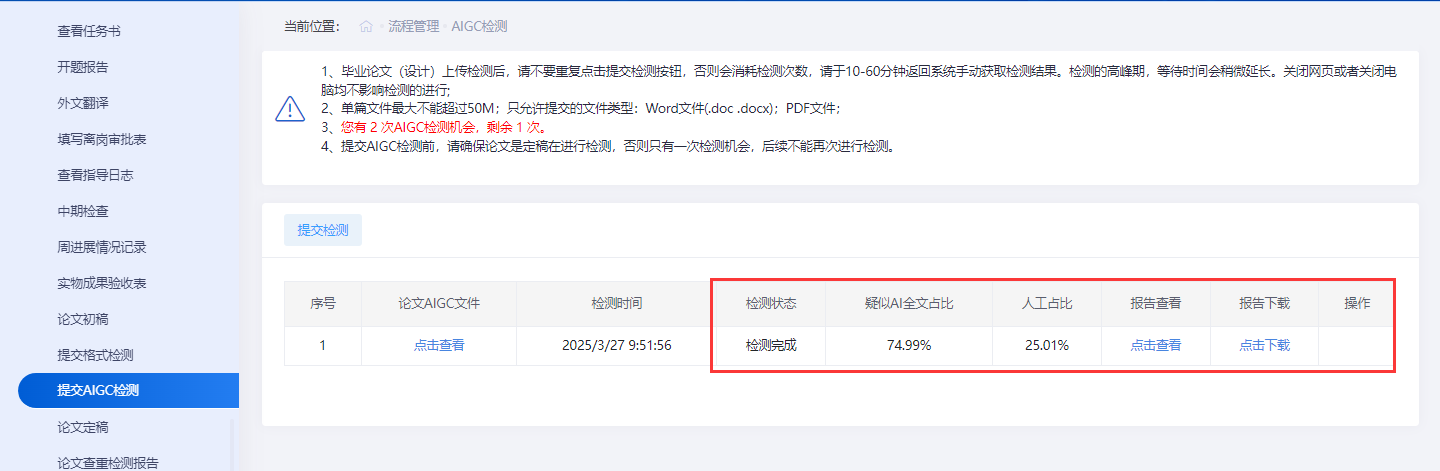 查看任务书
开题报告
外文翻译
填写离岗审批表
查看指导日志
中期检查
周进展情况记录
实物成果验收表
论文初稿
提交格式检测
提交AIGC检测
论文定稿
论文查重检测报告
当前位置： 流程管理 AIGC检测
1、毕业论文（设计）上传检测后，请不要重复点击提交检测按钮，否则会消耗检测次数，请于10-60分钟返回系统手动获取检测结果。检测的高峰期，等待时间会稍微延长。关闭网页或者关闭电
脑均不影响检测的进行;
2、单篇文件最大不能超过50M；只允许提交的文件类型：Word文件(.doc .docx)；PDF文件；
3、您有 2 次AIGC检测机会，剩余 1 次。
4、提交AIGC检测前，请确保论文是定稿在进行检测，否则只有一次检测机会，后续不能再次进行检测。
提交检测
序号 论文AIGC文件 检测时间 检测状态 疑似AI全文占比 人工占比 报告查看 报告下载 操作
1 点击查看 2025/3/27 9:51:56 检测完成 74.99% 25.01% 点击查看 点击下载